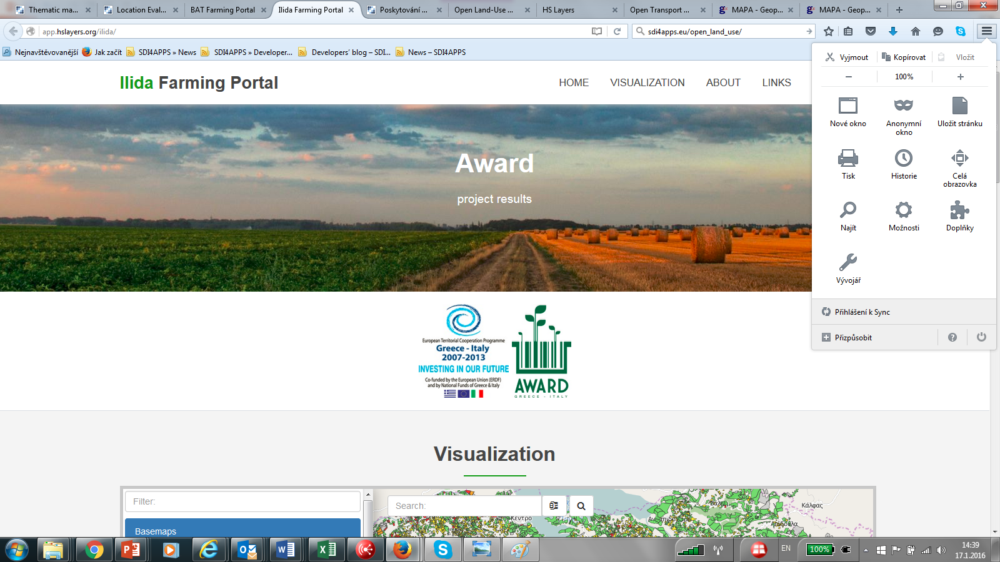 Thematic ma...
Location Eval...
BAT Farming Portal
Ilida Farming Portal
Poskytování ...
Open Land-Use ...
HS Layers
Open Transport ...
MAPA - Geop...
MAPA - Geop...
app.hslayers.org/ilida/
sdi4apps.eu/open_land_use/
Nejnavštěvovanější
Jak začít
SDI4APPS » News
SDI4APPS » Developer...
Developers' blog – SDI...
News – SDI4APPS
Vyjmout
Kopírovat
Vložit
100%
Nové okno
Anonymní
okno
Uložit stránku
Tisk
Historie
Celá
obrazovka
Najít
Možnosti
Doplňky
Vývojář
Přihlášení k Sync
Přizpůsobit
Ilida Farming Portal
HOME
VISUALIZATION
ABOUT
LINKS
Award
project results
European Territorial Cooperation Programme
Greece - Italy
2007-2013
INVESTING IN OUR FUTURE
Co-funded by the European Union (ERDF)
and by National Funds of Greece & Italy
AWARD
GREECE - ITALY
Visualization
Filter:
Basemaps
Search:
Κέντρο
Κάλφας
EN
100%
14:39
17.1.2016